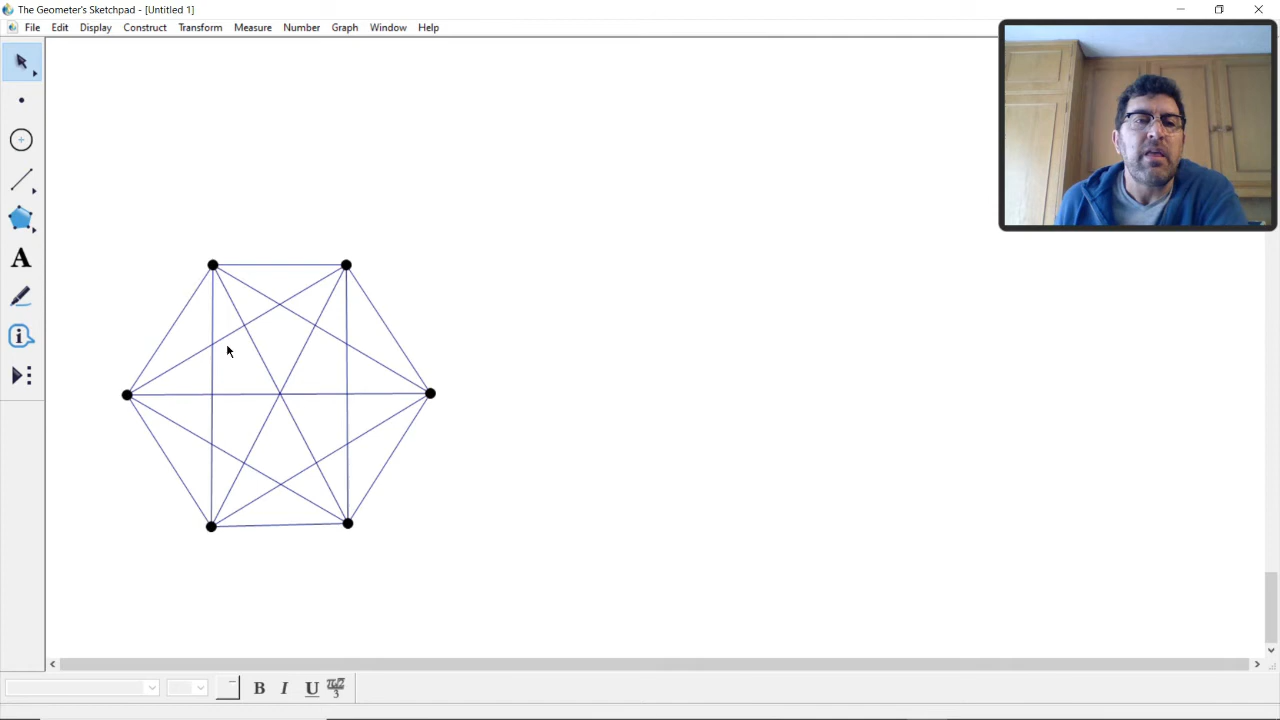 The Geometer's Sketchpad - [Untitled 1]
File Edit Display Construct Transform Measure Number Graph Window Help
A
B I U